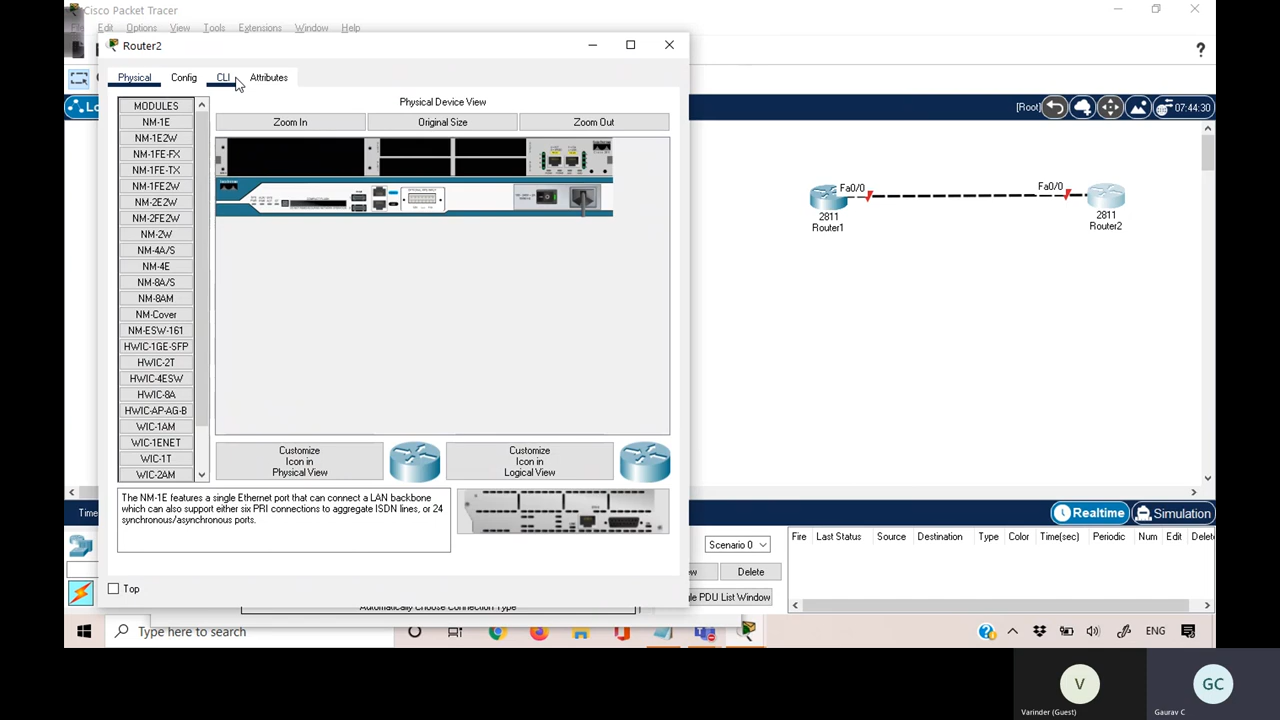 Cisco Packet Tracer
File Edit Options View Tools Extensions Window Help
Router2
Physical Config CLI Attributes
MODULES
NM-1E
NM-1E2W
NM-1FE-FX
NM-1FE-TX
NM-1FE2W
NM-2E2W
NM-2FE2W
NM-2W
NM-4A/S
NM-4E
NM-8A/S
NM-8AM
NM-Cover
NM-ESW-161
HWIC-1GE-SFP
HWIC-2T
HWIC-4ESW
HWIC-8A
HWIC-AP-AG-B
WIC-1AM
WIC-1ENET
WIC-1T
WIC-2AM
Physical Device View
Zoom In Original Size Zoom Out
Customize
Icon in
Physical View
Customize
Icon in
Logical View
The NM-1E features a single Ethernet port that can connect a LAN backbone
which can also support either six PRI connections to aggregate ISDN lines, or 24
synchronous/asynchronous ports.
Top
Lo
[Root] 07:44:30
Fa0/0 Fa0/0
2811
Router1
2811
Router2
Time
Realtime Simulation
Scenario 0
Fire Last Status Source Destination Type Color Time(sec) Periodic Num Edit Delet
ew Delete
gle PDU List Window
Automatically Choose Connection Type
Type here to search
ENG
V
Varinder (Guest)
GC
Gaurav C